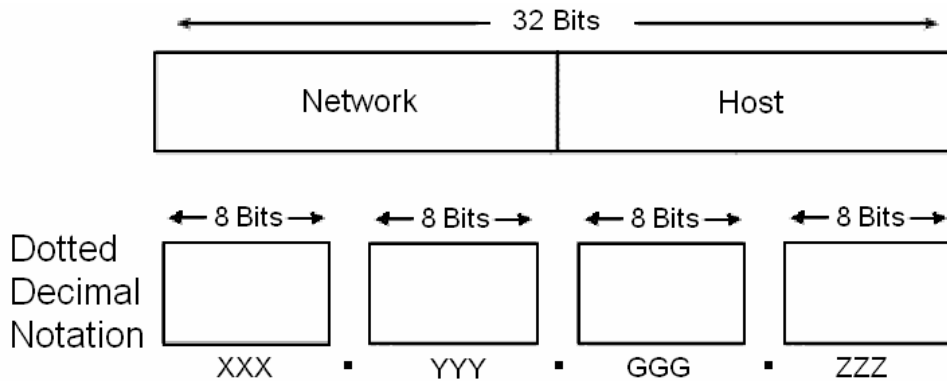 32 Bits
Network Host
8 Bits 8 Bits 8 Bits 8 Bits
Dotted
Decimal
Notation
XXX . YYY . GGG . ZZZ